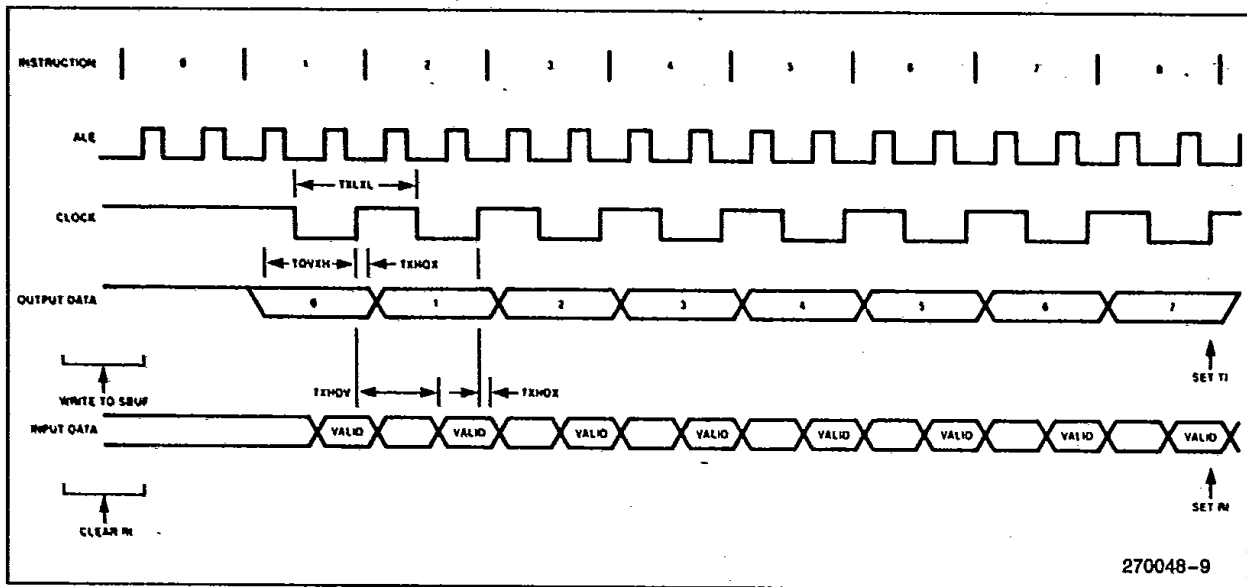 INSTRUCTION 0 1 2 3 4 5 6 7 8
ALE
TXLXL
CLOCK
TQVXH TXHQX
OUTPUT DATA 0 1 2 3 4 5 6 7
WRITE TO SBUF
SET TI
TXHDV TXHDX
INPUT DATA VALID VALID VALID VALID VALID VALID VALID VALID
CLEAR RI
SET RI
270048-9